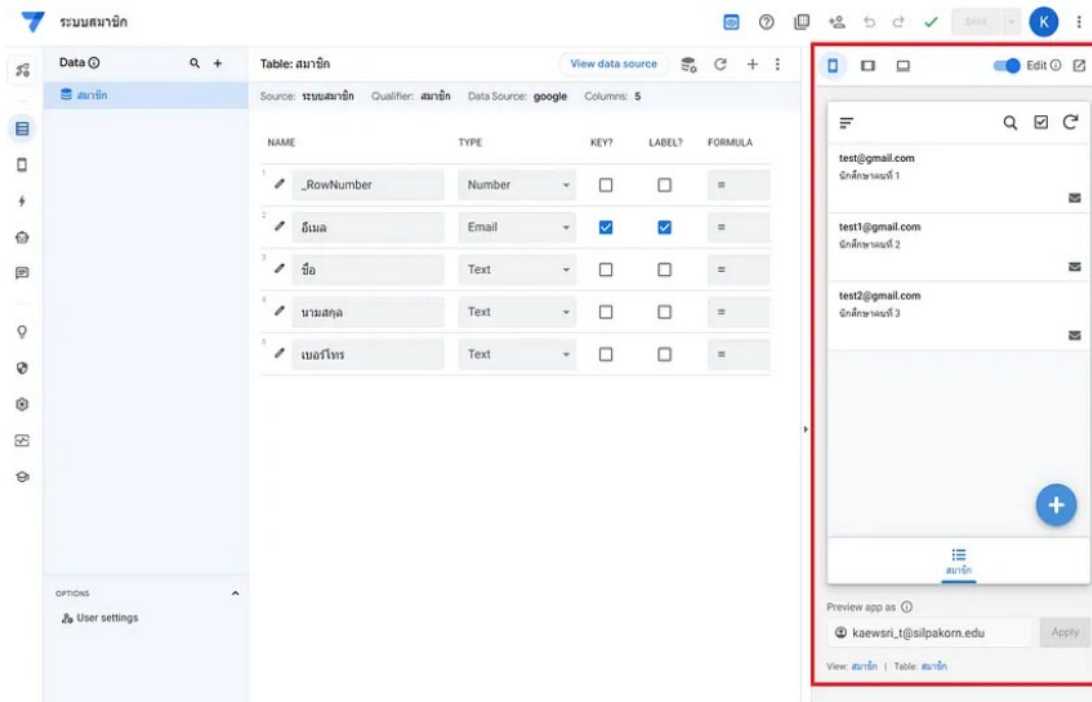 ระบบสมาชิก
SAVE
K
Data
Table: สมาชิก
View data source
Edit
สมาชิก
Source: ระบบสมาชิก Qualifier: สมาชิก Data Source: google Columns: 5
NAME TYPE KEY? LABEL? FORMULA
1 _RowNumber Number =
2 อีเมล Email =
3 ชื่อ Text =
4 นามสกุล Text =
5 เบอร์โทร Text =
OPTIONS
User settings
test@gmail.com
นักศึกษาคนที่ 1
test1@gmail.com
นักศึกษาคนที่ 2
test2@gmail.com
นักศึกษาคนที่ 3
สมาชิก
Preview app as
kaewsri_t@silpakorn.edu Apply
View: สมาชิก | Table: สมาชิก